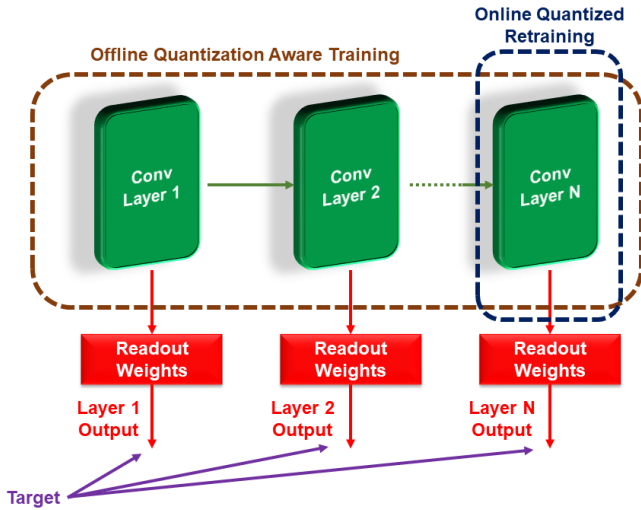 Online Quantized
Retraining
Offline Quantization Aware Training
Conv
Layer 1
Conv
Layer 2
Conv
Layer N
Readout
Weights
Readout
Weights
Readout
Weights
Layer 1
Output
Layer 2
Output
Layer N
Output
Target